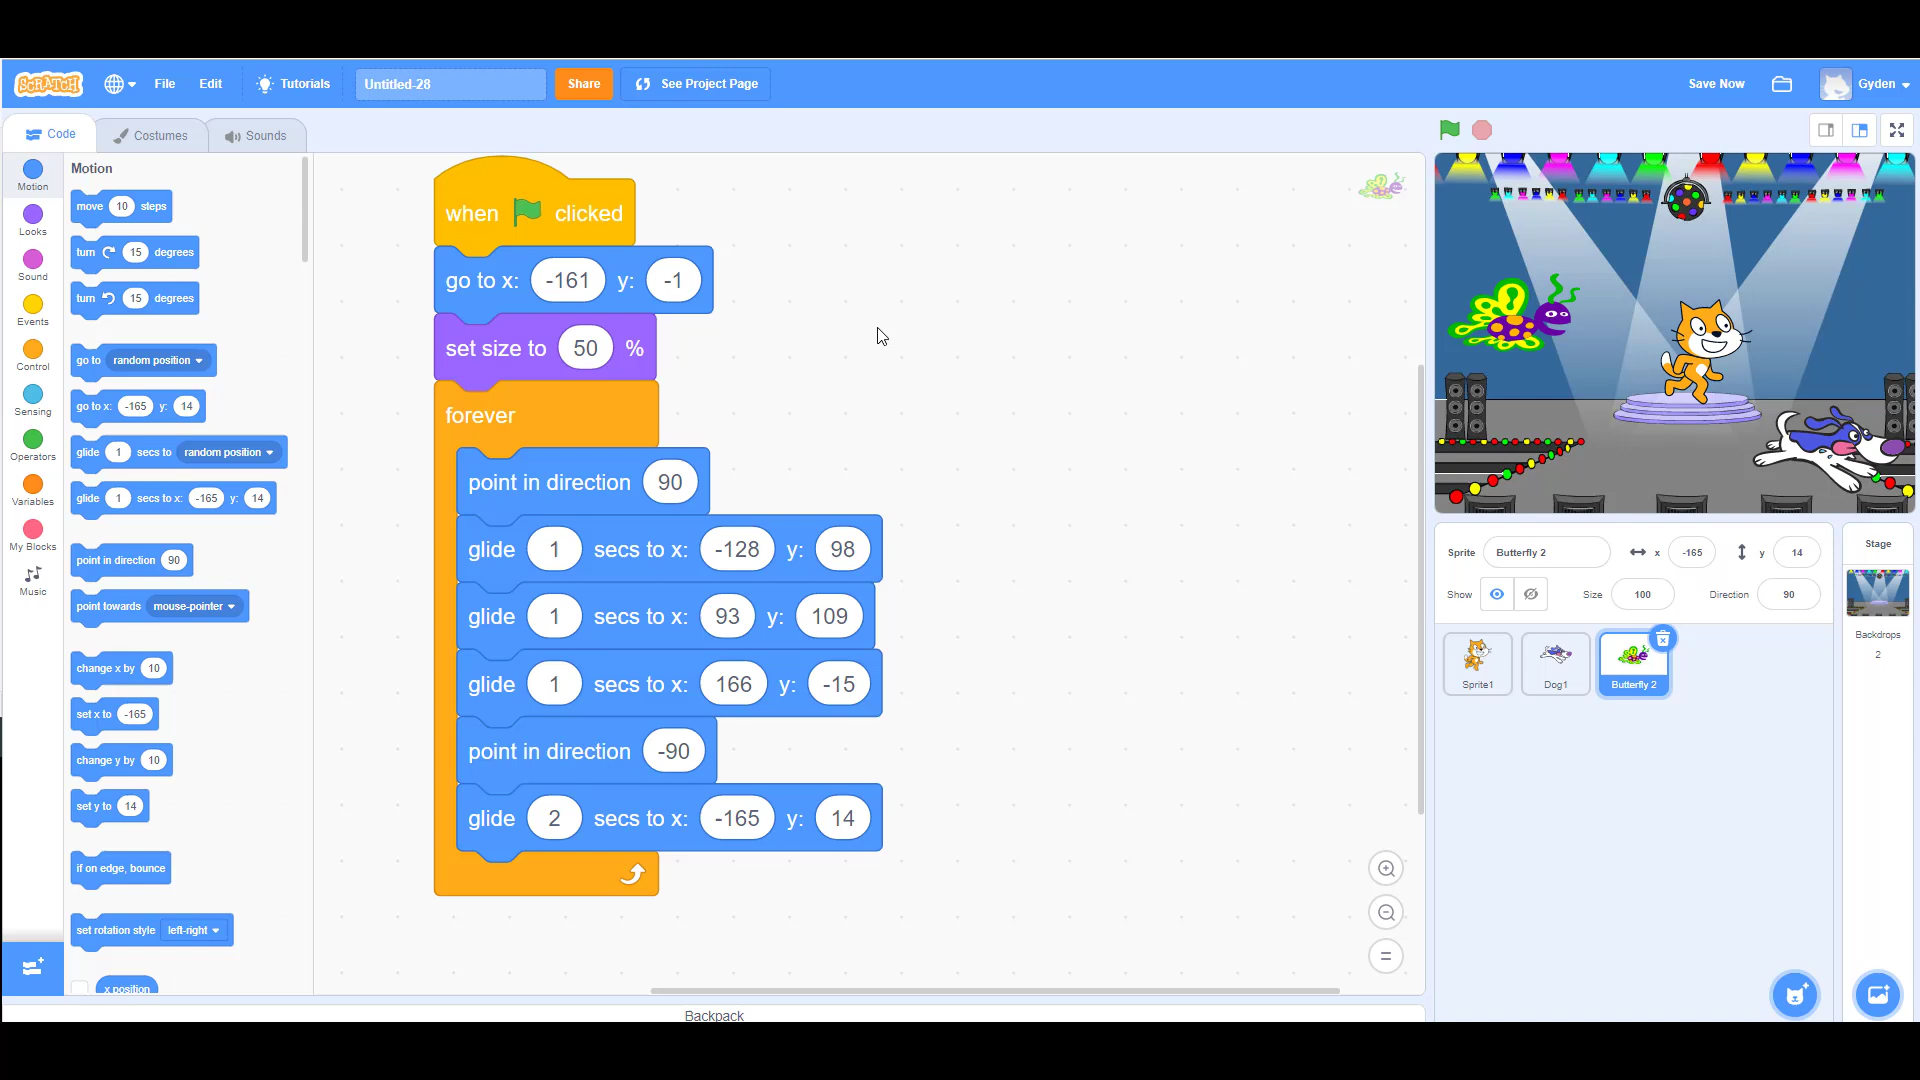 SCRATCH File Edit Tutorials Untitled-28 Share See Project Page Save Now Gyden
Code Costumes Sounds
Motion
Looks
Sound
Events
Control
Sensing
Operators
Variables
My Blocks
Music
Motion
move 10 steps
turn 15 degrees
turn 15 degrees
go to random position
go to x: -165 y: 14
glide 1 secs to random position
glide 1 secs to x: -165 y: 14
point in direction 90
point towards mouse-pointer
change x by 10
set x to -165
change y by 10
set y to 14
if on edge, bounce
set rotation style left-right
x position
when clicked
go to x: -161 y: -1
set size to 50 %
forever
point in direction 90
glide 1 secs to x: -128 y: 98
glide 1 secs to x: 93 y: 109
glide 1 secs to x: 166 y: -15
point in direction -90
glide 2 secs to x: -165 y: 14
Backpack
Sprite Butterfly 2 x -165 y 14
Show Size 100 Direction 90
Sprite1 Dog1 Butterfly 2
Stage
Backdrops
2